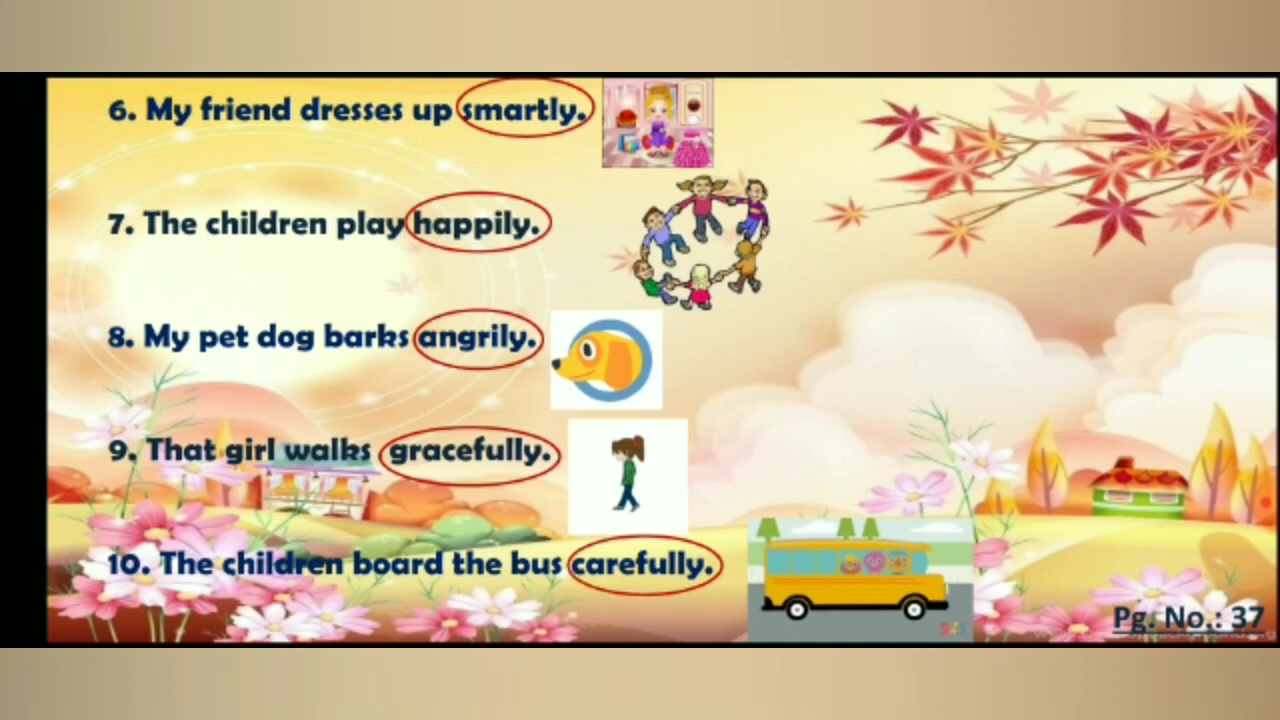 6. My friend dresses up smartly.
7. The children play happily.
8. My pet dog barks angrily.
9. That girl walks gracefully.
10. The children board the bus carefully.
Pg. No.: 37